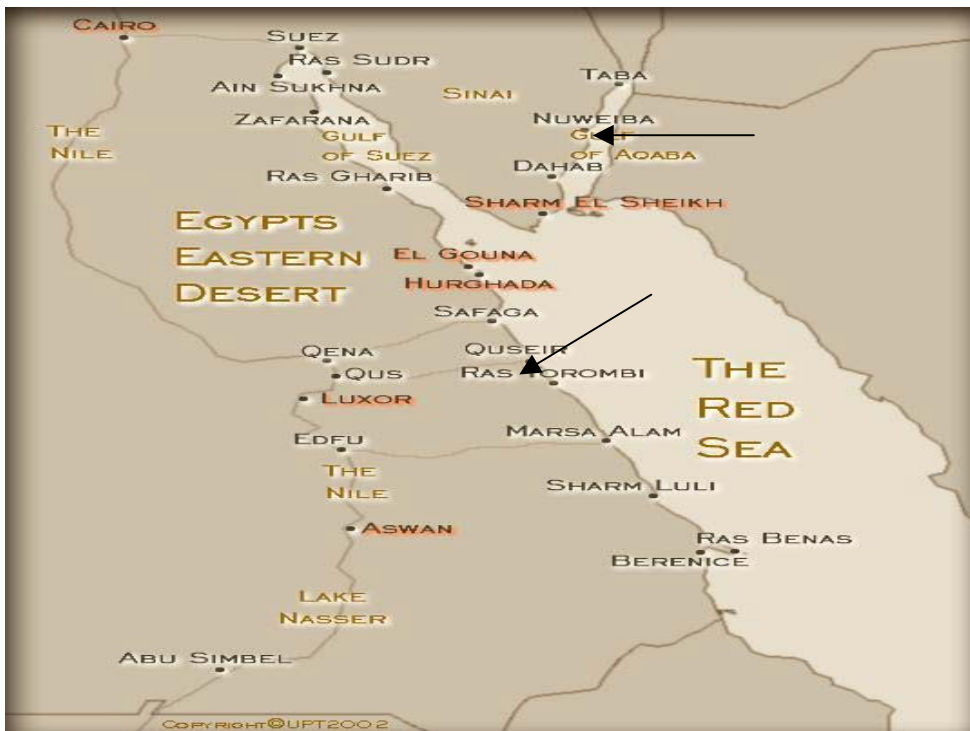 CAIRO
SUEZ
RAS SUDR
AIN SUKHNA
SINAI
TABA
ZAFARANA
NUWEIBA
THE
NILE
GULF
OF SUEZ
GULF
OF AQABA
RAS GHARIB
DAHAB
SHARM EL SHEIKH
EGYPTS
EASTERN
DESERT
EL GOUNA
HURGHADA
SAFAGA
QENA
QUSEIR
QUS
RAS TOROMBI
THE
RED
SEA
LUXOR
EDFU
MARSA ALAM
THE
NILE
SHARM LULI
ASWAN
RAS BENAS
BERENICE
LAKE
NASSER
ABU SIMBEL
COPYRIGHT©UPT2002